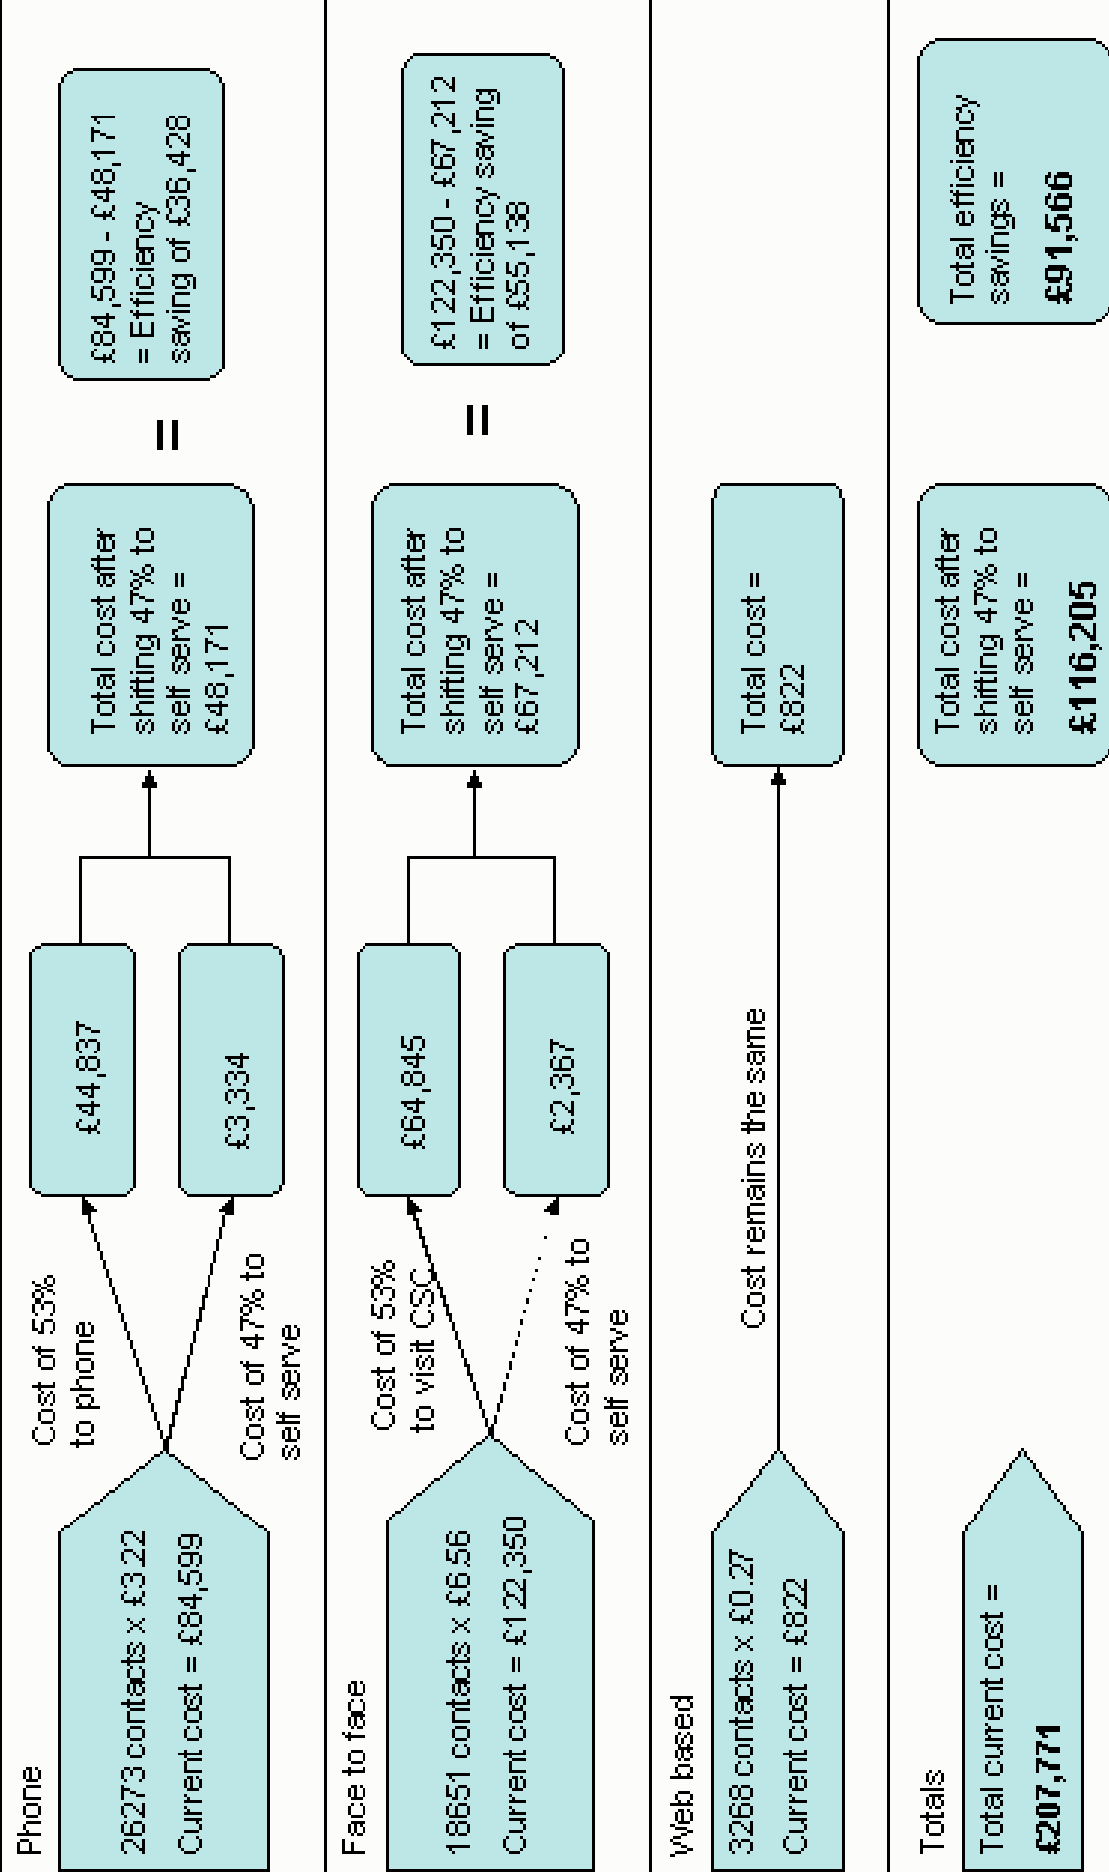 Phone
26273 contacts x £3.22
Current cost = £84,599
Cost of 53%
to phone
Cost of 47% to
self serve
£44,837
£3,334
Total cost after
shifting 47% to
self serve =
£48,171
=
£84,599 - £48,171
= Efficiency
saving of £36,428
Face to face
18651 contacts x £6.56
Current cost = £122,350
Cost of 53%
to visit CSC
Cost of 47% to
self serve
£64,845
£2,367
Total cost after
shifting 47% to
self serve =
£67,212
=
£122,350 - £67,212
= Efficiency saving
of £55,138
Web based
3268 contacts x £0.27
Current cost = £822
Cost remains the same
Total cost =
£822
Totals
Total current cost =
£207,771
Total cost after
shifting 47% to
self serve =
£116,205
Total efficiency
savings =
£91,566